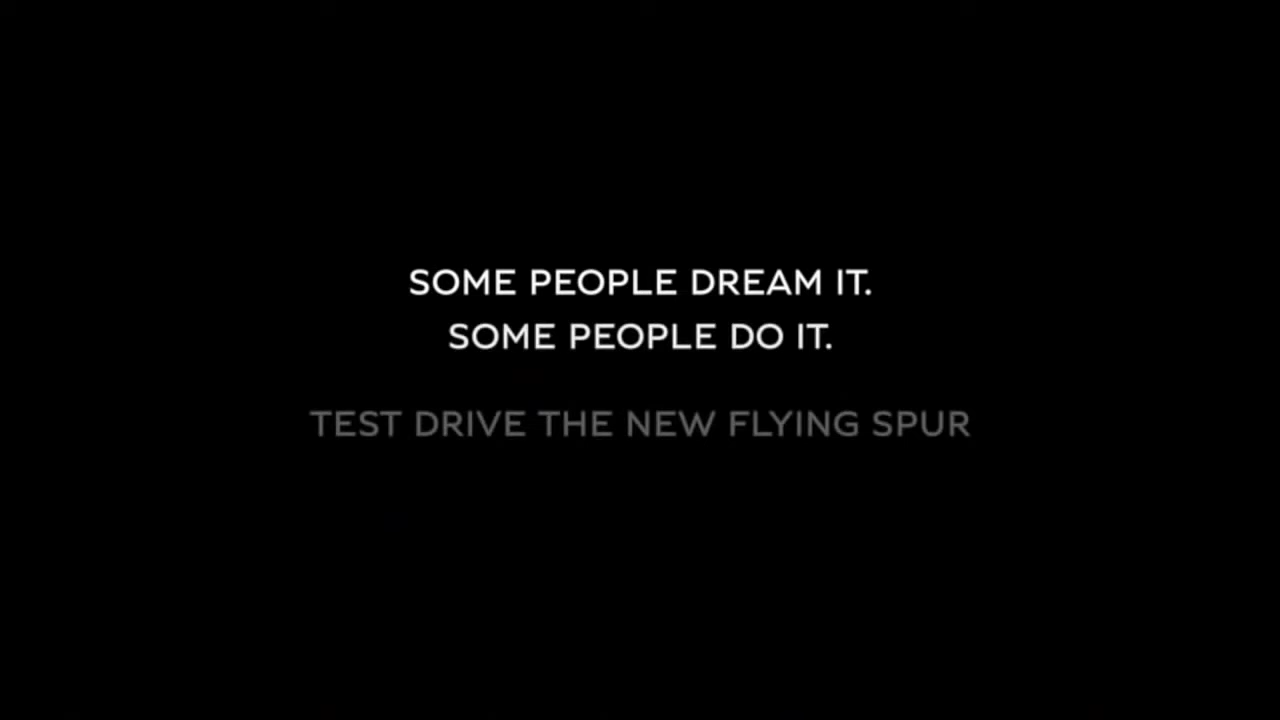 SOME PEOPLE DREAM IT.
SOME PEOPLE DO IT.
TEST DRIVE THE NEW FLYING SPUR